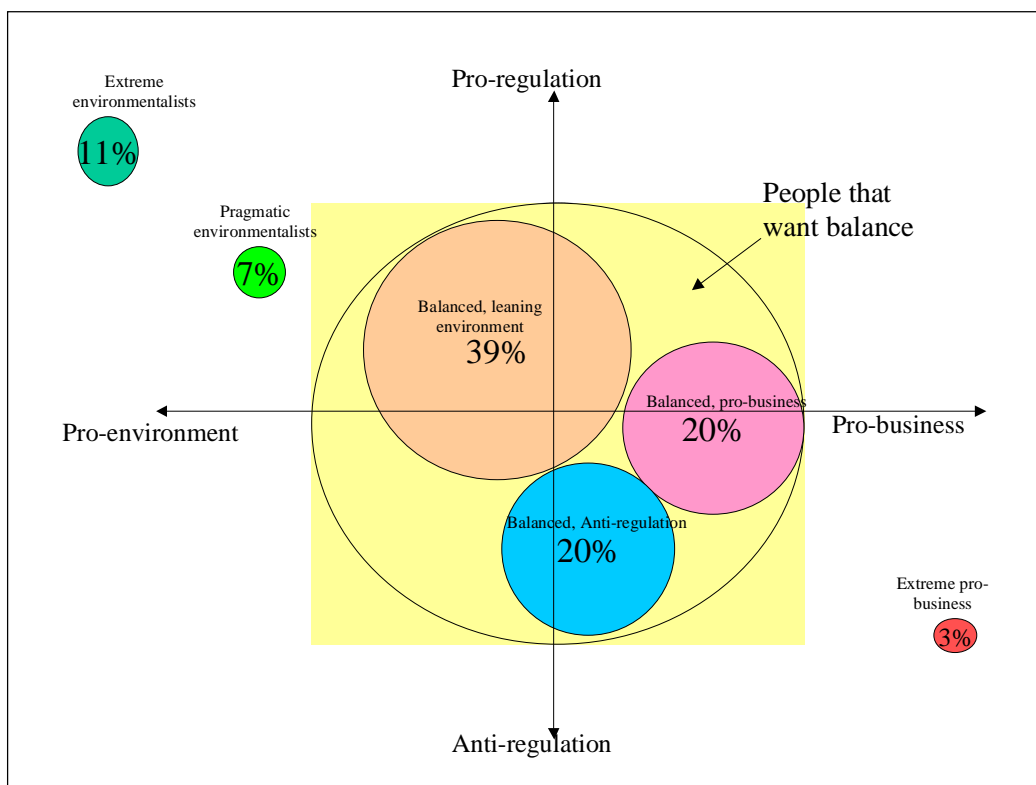 Pro-regulation
Extreme
environmentalists
11%
People that
want balance
Pragmatic
environmentalists
7%
Balanced, leaning
environment
39%
Balanced, pro-business
20%
Pro-environment
Pro-business
Balanced, Anti-regulation
20%
Extreme pro-
business
3%
Anti-regulation